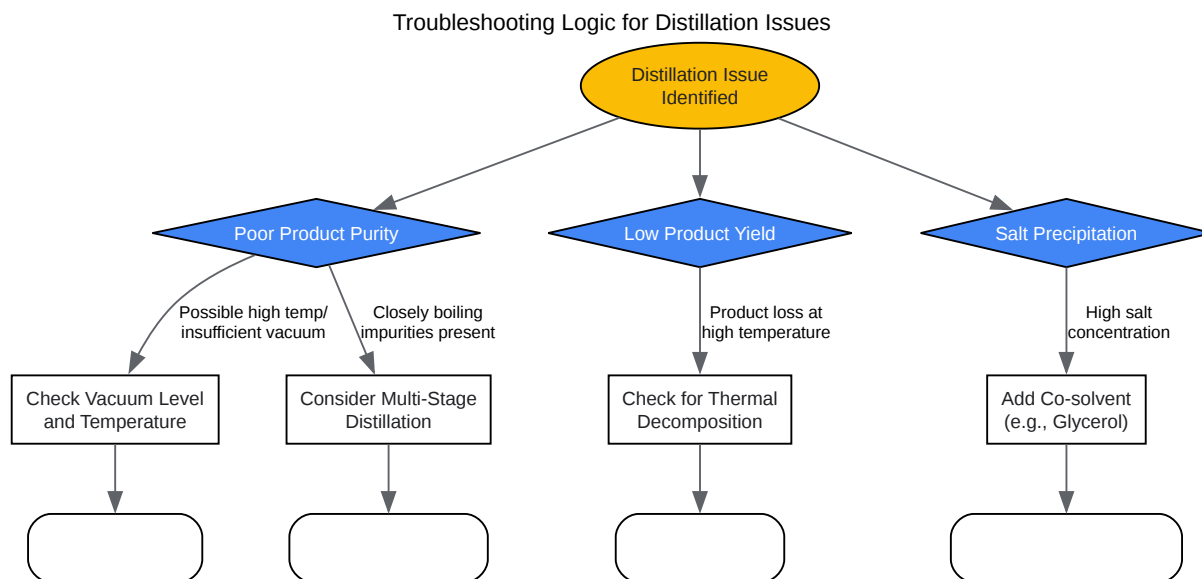 Troubleshooting Logic for Distillation Issues
Distillation Issue
Identified
Poor Product Purity
Low Product Yield
Salt Precipitation
Possible high temp/
insufficient vacuum
Closely boiling
impurities present
Product loss at
high temperature
High salt
concentration
Check Vacuum Level
and Temperature
Consider Multi-Stage
Distillation
Check for Thermal
Decomposition
Add Co-solvent
(e.g., Glycerol)